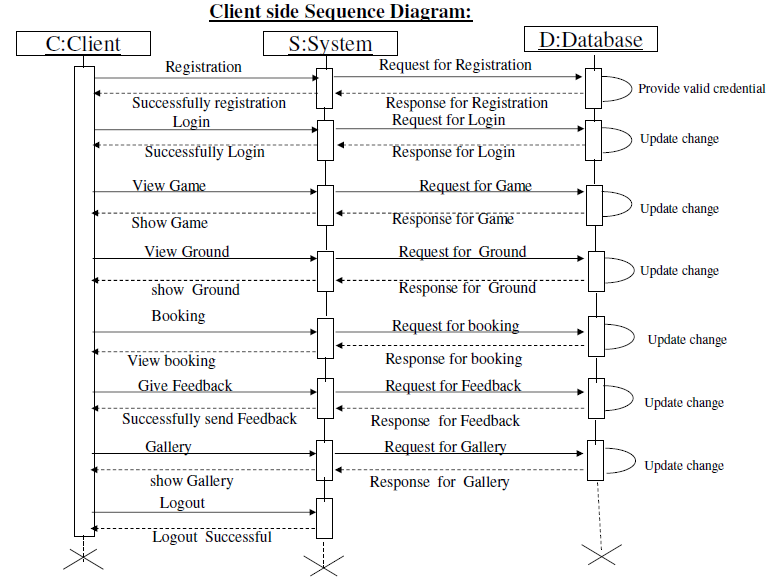 Client side Sequence Diagram:
C:Client
S:System
D:Database
Registration
Request for Registration
Provide valid credential
Successfully registration
Response for Registration
Login
Request for Login
Update change
Successfully Login
Response for Login
View Game
Request for Game
Update change
Show Game
Response for Game
View Ground
Request for Ground
Update change
show Ground
Response for Ground
Booking
Request for booking
Update change
View booking
Response for booking
Give Feedback
Request for Feedback
Update change
Successfully send Feedback
Response for Feedback
Gallery
Request for Gallery
Update change
show Gallery
Response for Gallery
Logout
Logout Successful